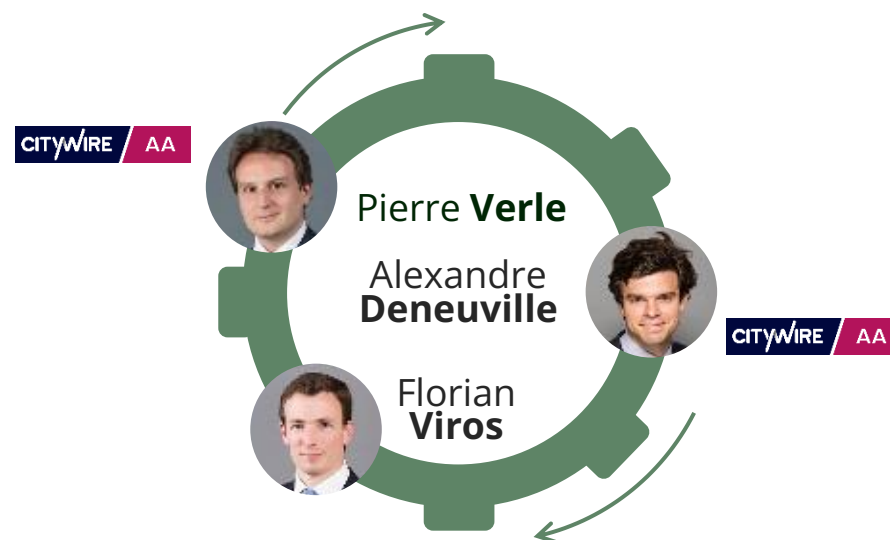 CITYWIRE / AA
Pierre Verle
Alexandre
Deneuville
CITYWIRE / AA
Florian
Viros